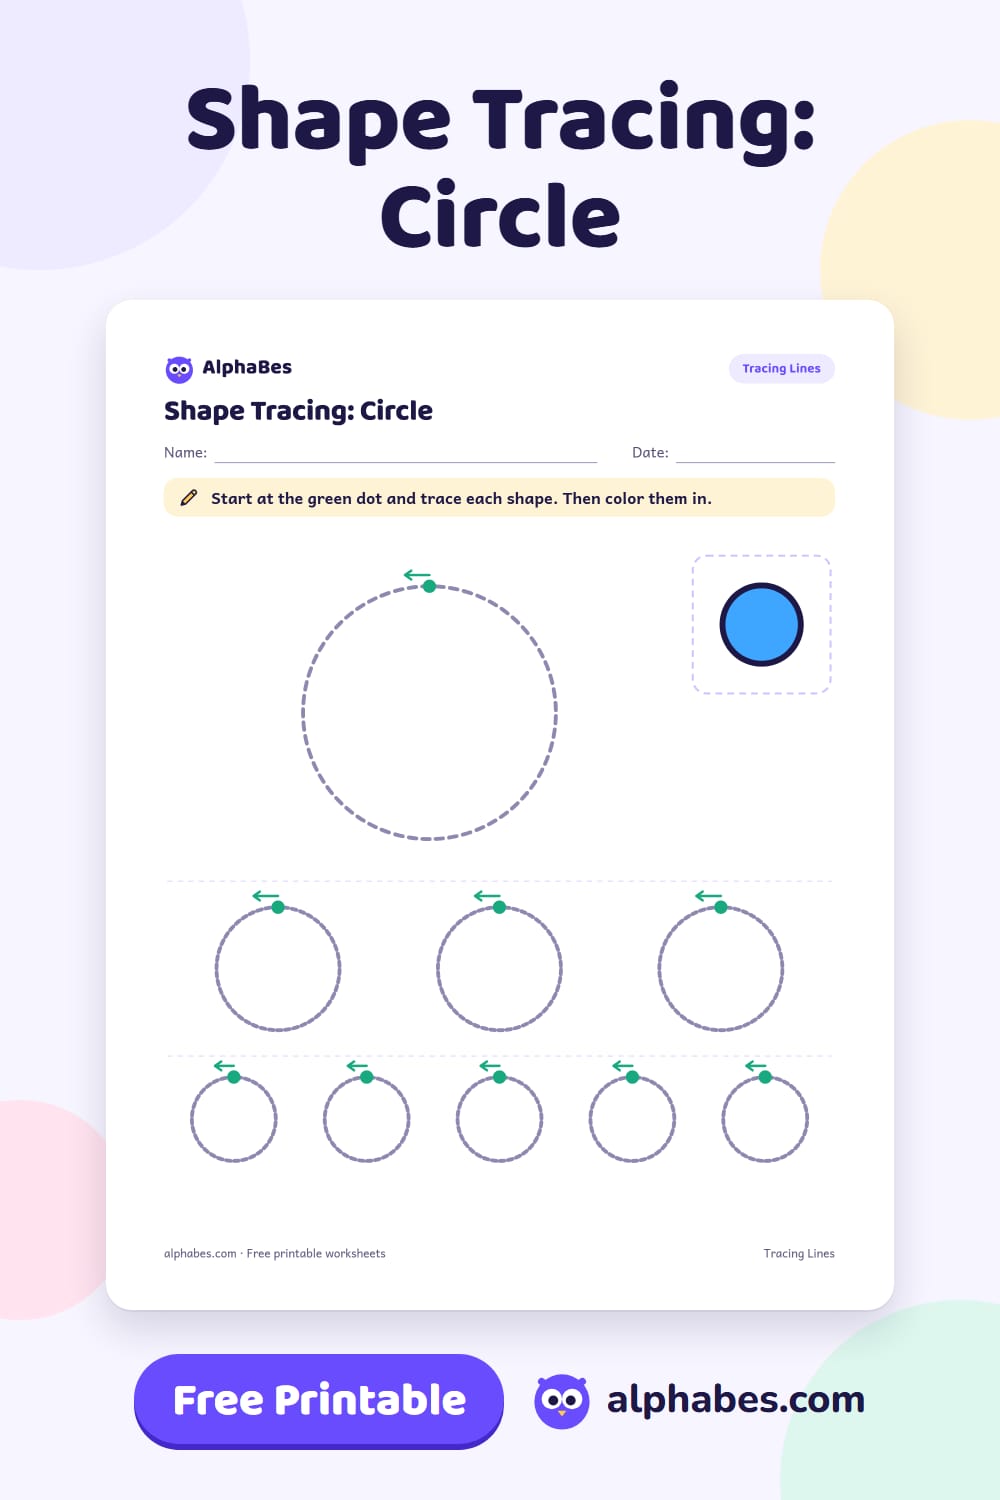 Shape Tracing:
Circle
AlphaBes
Tracing Lines
Shape Tracing: Circle
Name:
Date:
Start at the green dot and trace each shape. Then color them in.
alphabes.com · Free printable worksheets
Tracing Lines
Free Printable
alphabes.com